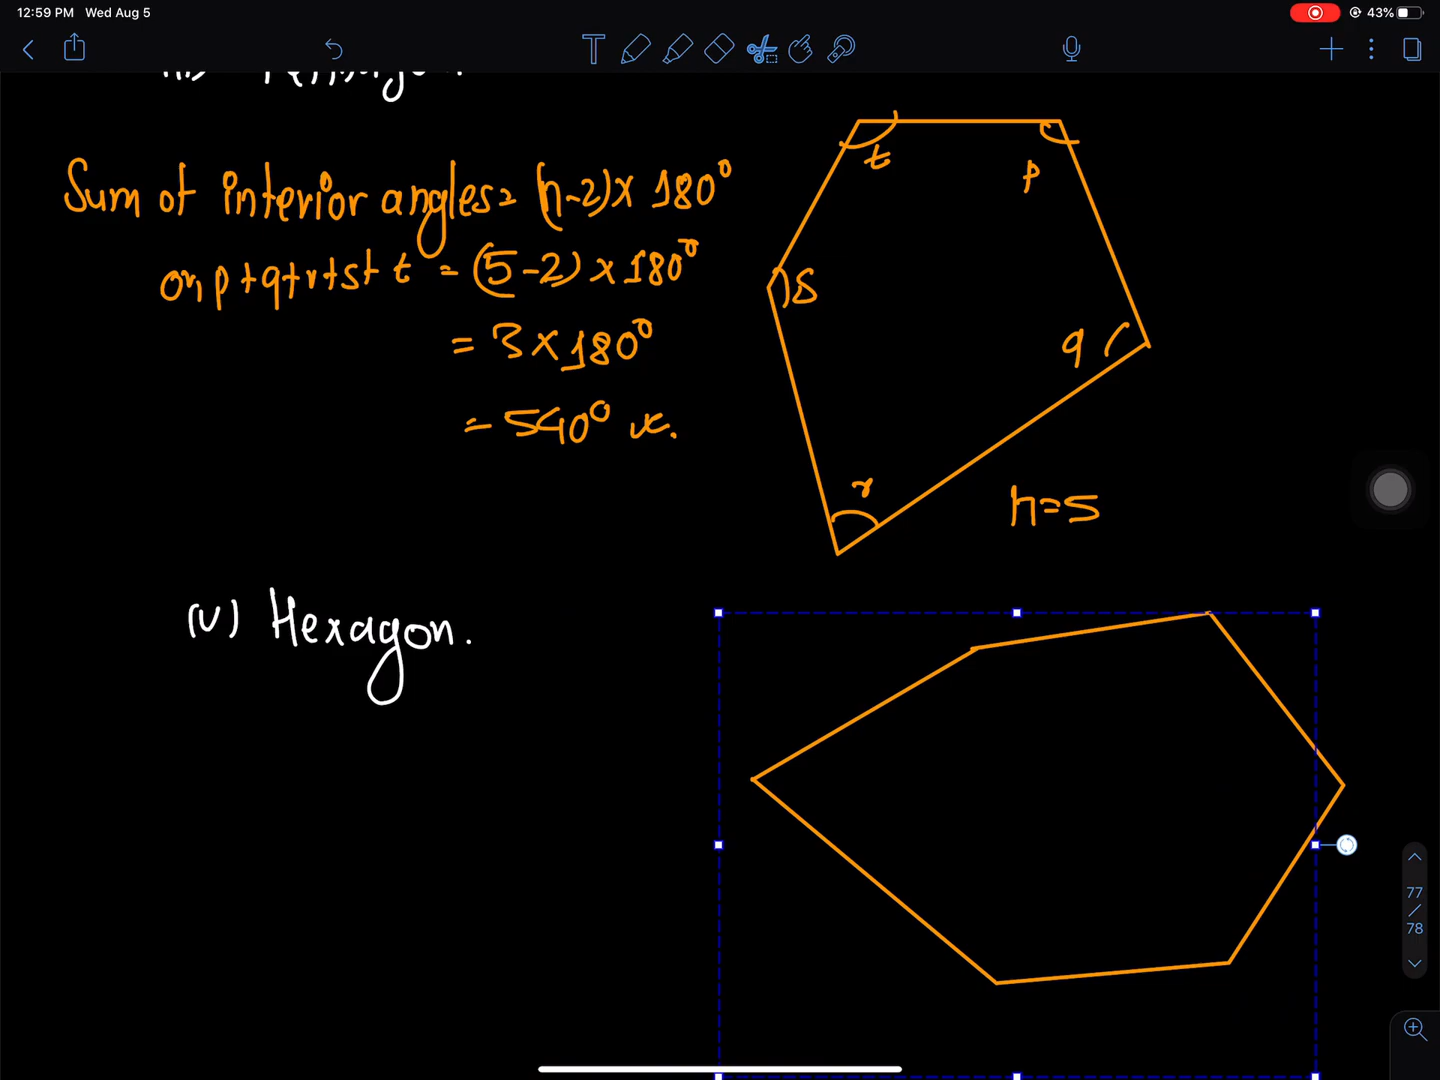 12:59 PM Wed Aug 5
43%
t
p
Sum of interior angles = (n-2) × 180°
or, p+q+r+s+t = (5-2) × 180°
s
= 3 × 180°
q
= 540°
r
n=5
(v) Hexagon.
77
/
78